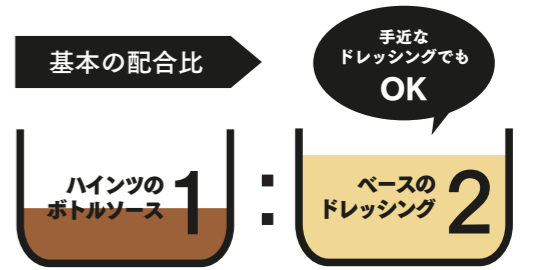 基本の配合比
手近な
ドレッシングでも
OK
ハインツの
ボトルソース
1
:
ベースの
ドレッシング
2